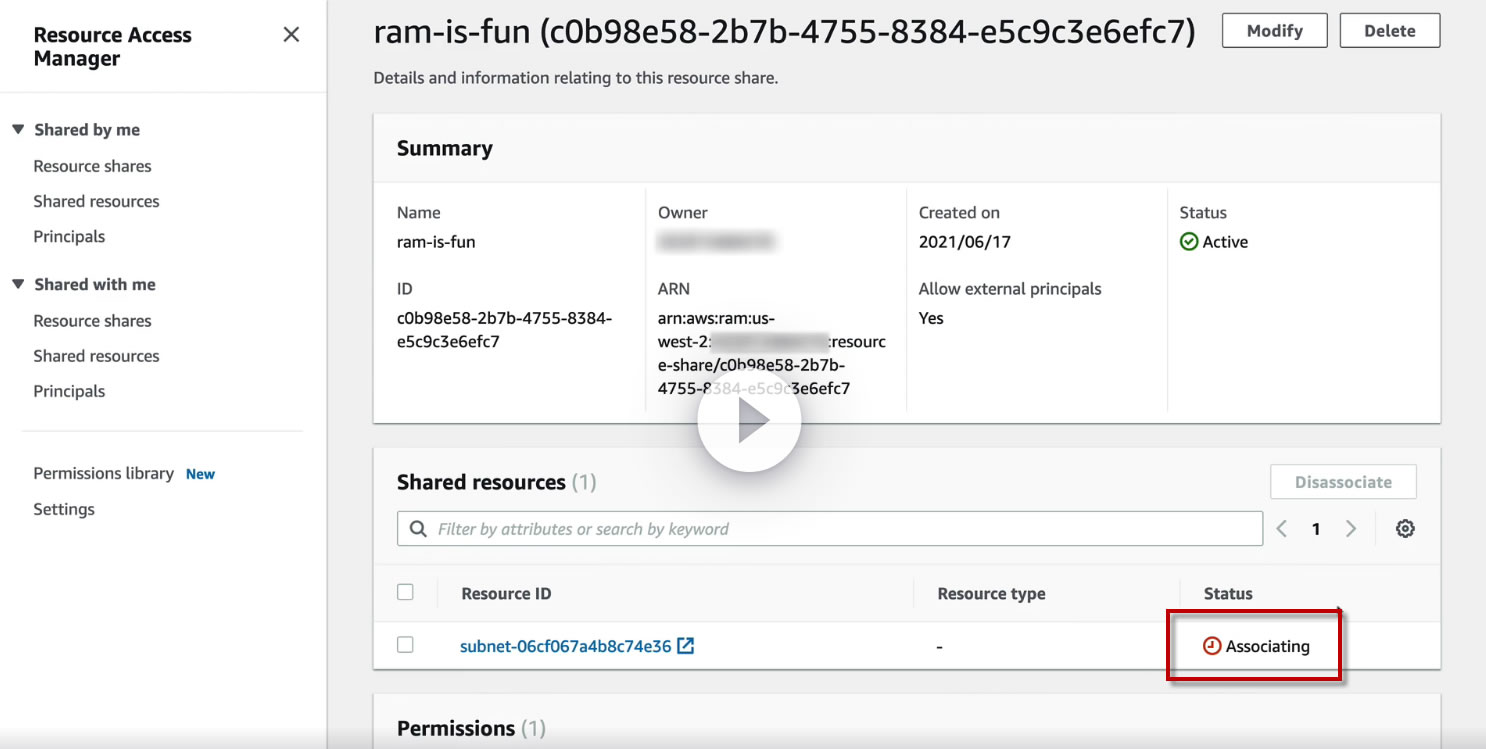 Resource Access
Manager
Shared by me
Resource shares
Shared resources
Principals
Shared with me
Resource shares
Shared resources
Principals
Permissions library New
Settings
ram-is-fun (c0b98e58-2b7b-4755-8384-e5c9c3e6efc7)
Modify
Delete
Details and information relating to this resource share.
Summary
Name
ram-is-fun
ID
c0b98e58-2b7b-4755-8384-
e5c9c3e6efc7
Owner
ARN
arn:aws:ram:us-
west-2: :resourc
e-share/c0b98e58-2b7b-
4755-8384-e5c9c3e6efc7
Created on
2021/06/17
Allow external principals
Yes
Status
Active
Shared resources (1)
Disassociate
Filter by attributes or search by keyword
1
Resource ID Resource type Status
subnet-06cf067a4b8c74e36 - Associating
Permissions (1)